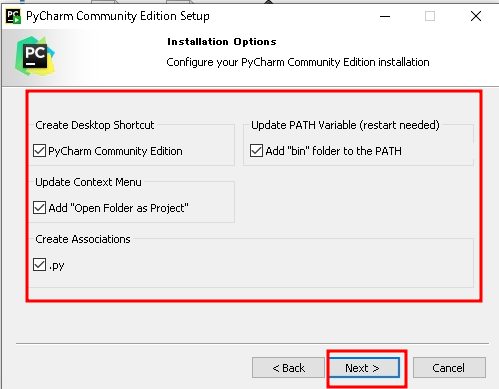 PyCharm Community Edition Setup
Installation Options
Configure your PyCharm Community Edition installation
PC
Create Desktop Shortcut
PyCharm Community Edition
Update PATH Variable (restart needed)
Add "bin" folder to the PATH
Update Context Menu
Add "Open Folder as Project"
Create Associations
.py
< Back
Next >
Cancel